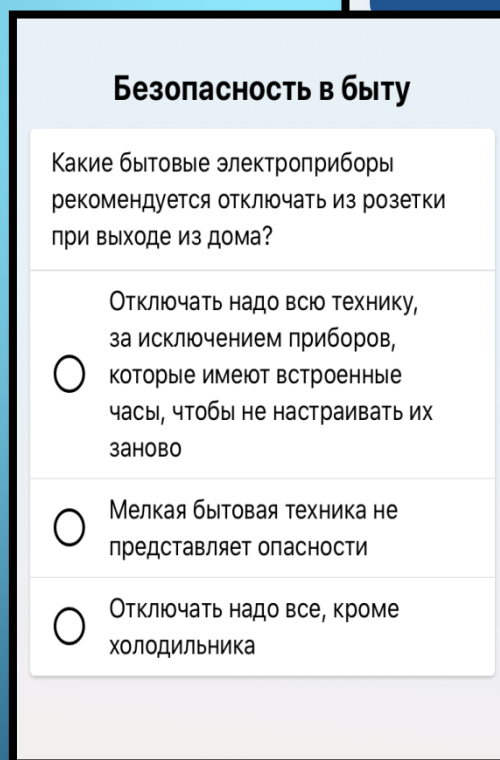 Безопасность в быту
Какие бытовые электроприборы
рекомендуется отключать из розетки
при выходе из дома?
Отключать надо всю технику,
за исключением приборов,
которые имеют встроенные
часы, чтобы не настраивать их
заново
Мелкая бытовая техника не
представляет опасности
Отключать надо все, кроме
холодильника